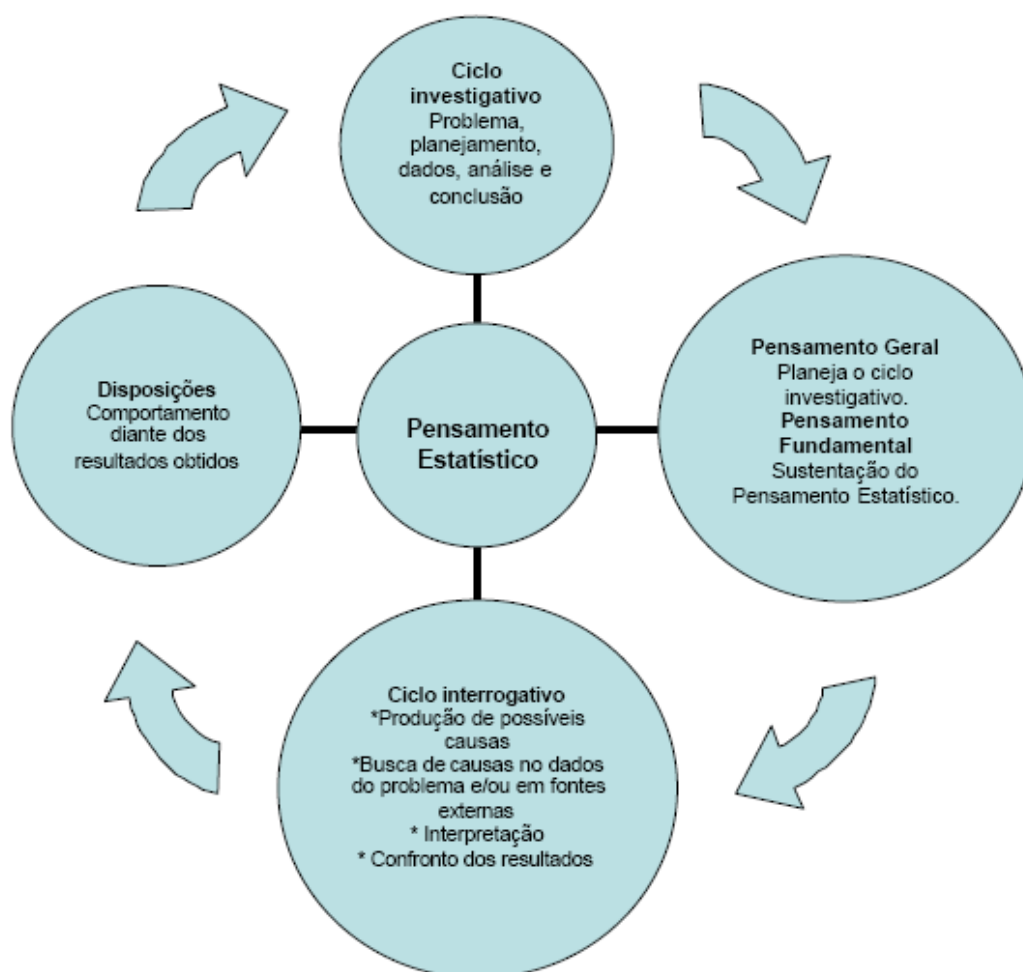 Ciclo
investigativo
Problema,
planejamento,
dados, análise e
conclusão
Pensamento Geral
Planeja o ciclo
investigativo.
Pensamento
Fundamental
Sustentação do
Pensamento Estatístico.
Disposições
Comportamento
diante dos
resultados obtidos
Pensamento
Estatístico
Ciclo interrogativo
*Produção de possíveis
causas
*Busca de causas no dados
do problema e/ou em fontes
externas
* Interpretação
* Confronto dos resultados